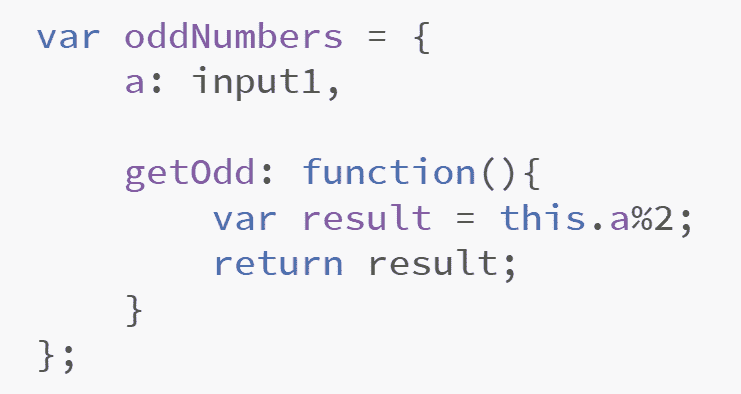 var oddNumbers = {
    a: input1,

    getOdd: function(){
        var result = this.a%2;
        return result;
    }
};